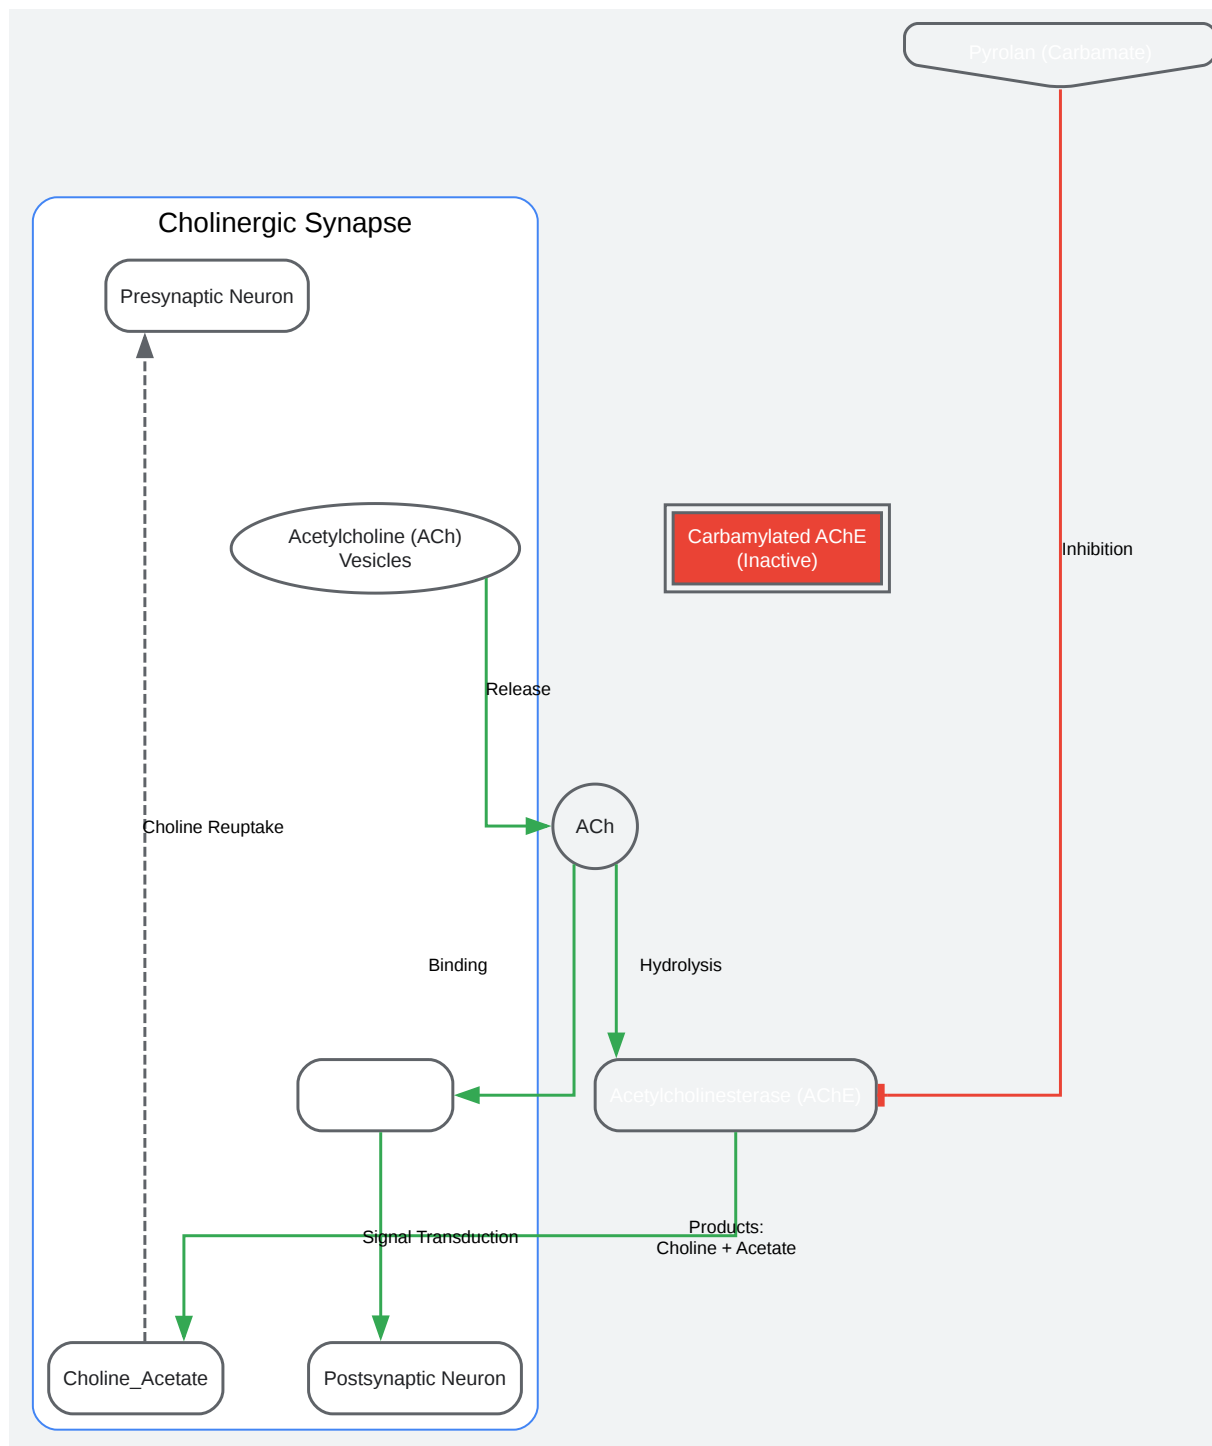 Pyrolan (Carbamate)
Cholinergic Synapse
Presynaptic Neuron
Acetylcholine (ACh)
Vesicles
Carbamylated AChE
(Inactive)
Inhibition
Release
ACh
Choline Reuptake
Binding
Hydrolysis
Acetylcholinesterase (AChE)
Signal Transduction
Products:
Choline + Acetate
Choline_Acetate
Postsynaptic Neuron